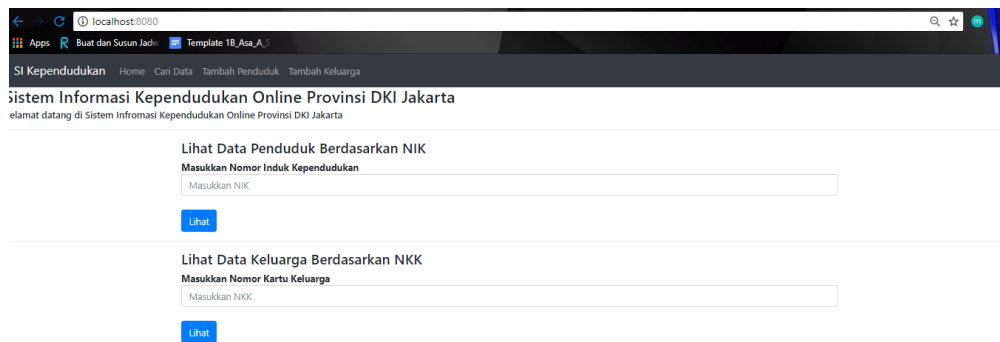 localhost:8080
m
Apps R Buat dan Susun Jadw Template 1B_Asa_A_S
SI Kependudukan Home Cari Data Tambah Penduduk Tambah Keluarga
Sistem Informasi Kependudukan Online Provinsi DKI Jakarta
elamat datang di Sistem Infromasi Kependudukan Online Provinsi DKI Jakarta
Lihat Data Penduduk Berdasarkan NIK
Masukkan Nomor Induk Kependudukan
Masukkan NIK
Lihat
Lihat Data Keluarga Berdasarkan NKK
Masukkan Nomor Kartu Keluarga
Masukkan NKK
Lihat